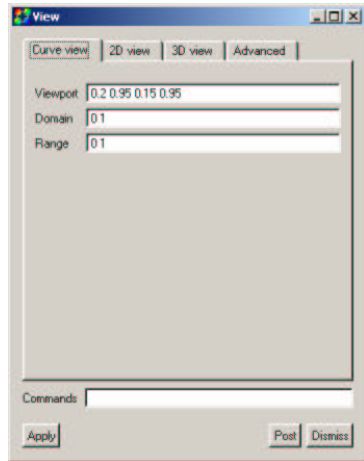 View
Curve view 2D view 3D view Advanced
Viewport 0.2 0.95 0.15 0.95
Domain 0 1
Range 0 1
Commands
Apply Post Dismiss